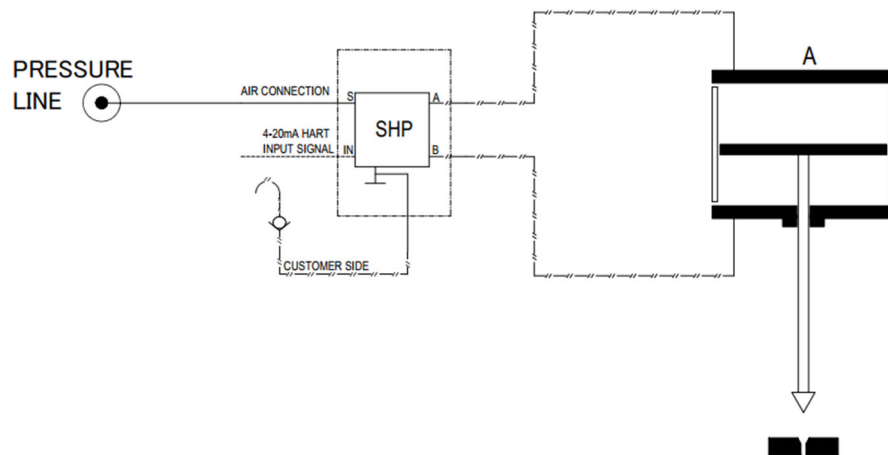 PRESSURE
LINE
AIR CONNECTION
4-20mA HART
INPUT SIGNAL
S
A
SHP
IN
B
CUSTOMER SIDE
A